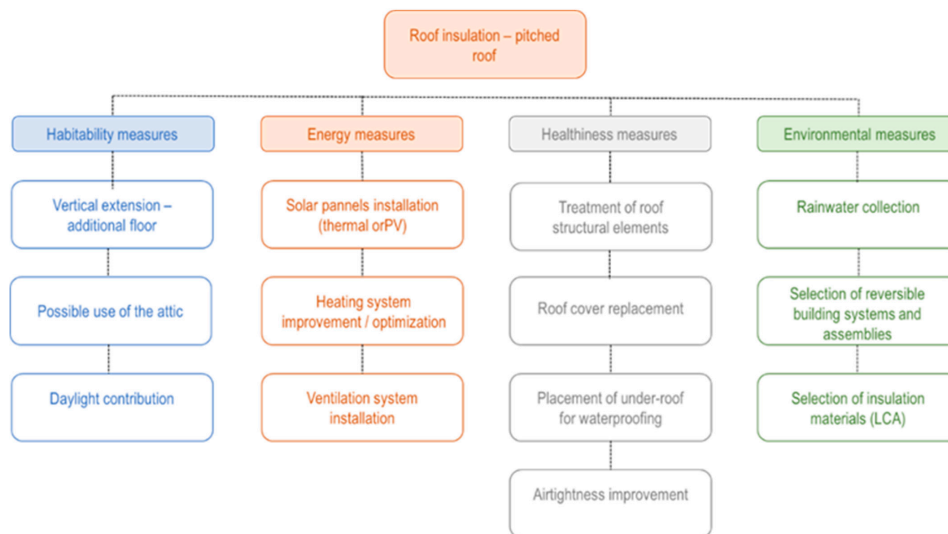 Roof insulation – pitched
roof
Habitability measures
Energy measures
Healthiness measures
Environmental measures
Vertical extension –
additional floor
Solar pannels installation
(thermal orPV)
Treatment of roof
structural elements
Rainwater collection
Possible use of the attic
Heating system
improvement / optimization
Roof cover replacement
Selection of reversible
building systems and
assemblies
Daylight contribution
Ventilation system
installation
Placement of under-roof
for waterproofing
Selection of insulation
materials (LCA)
Airtightness improvement